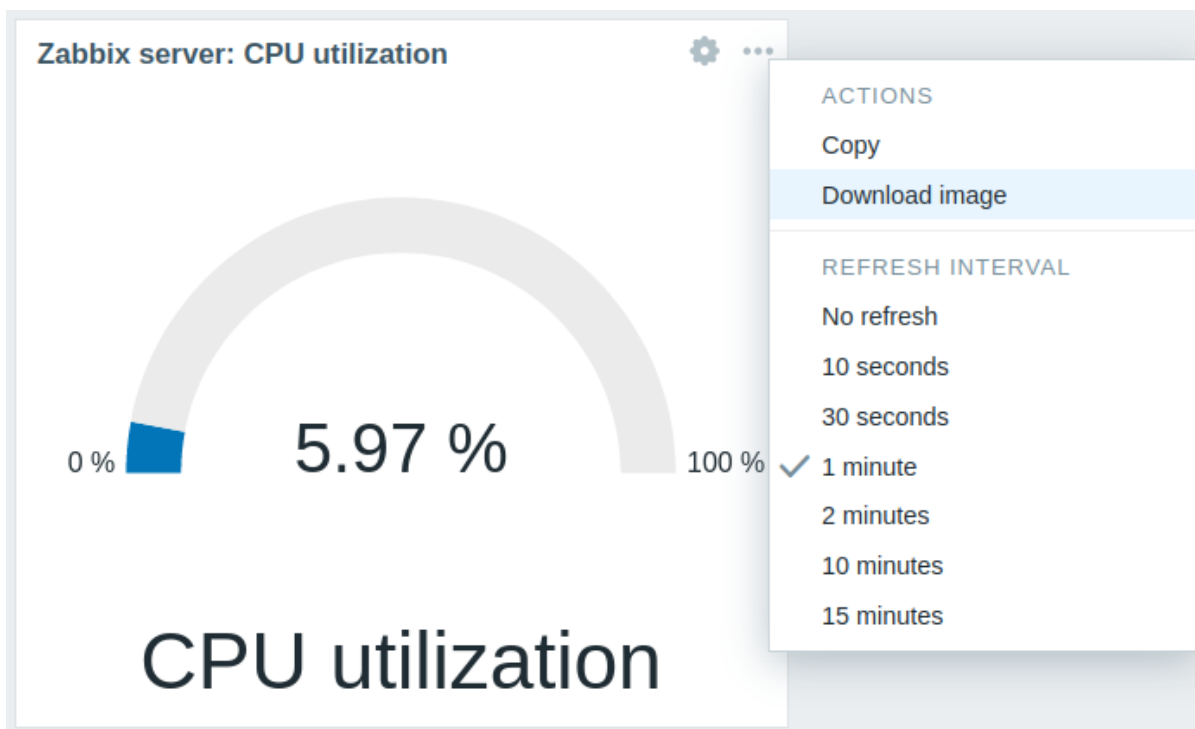 Zabbix server: CPU utilization
0 %
5.97 %
100 %
CPU utilization
ACTIONS
Copy
Download image
REFRESH INTERVAL
No refresh
10 seconds
30 seconds
1 minute
2 minutes
10 minutes
15 minutes